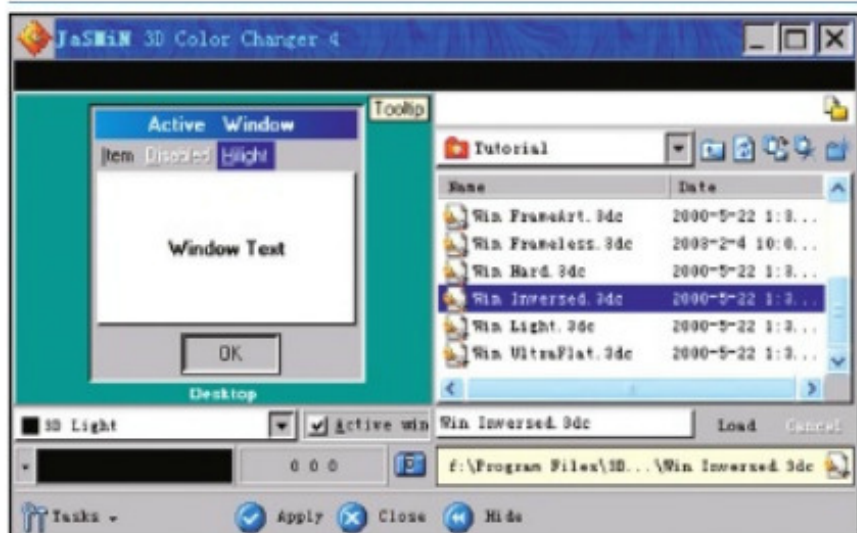 JaSMiN 3D Color Changer 4
Tooltip
Active Window
Item Disabled Hilight
Window Text
OK
Desktop
3D Light
Active win
0 0 0
Tutorial
Name Date
Win FrameArt.3dc 2000-5-22 1:3...
Win Frameless.3dc 2003-2-4 10:0...
Win Hard.3dc 2000-5-22 1:3...
Win Inversed.3dc 2000-5-22 1:3...
Win Light.3dc 2000-5-22 1:3...
Win UltraFlat.3dc 2000-5-22 1:3...
Win Inversed.3dc Load Cancel
f:\Program Files\3D...\Win Inversed.3dc
Tasks Apply Close Hide